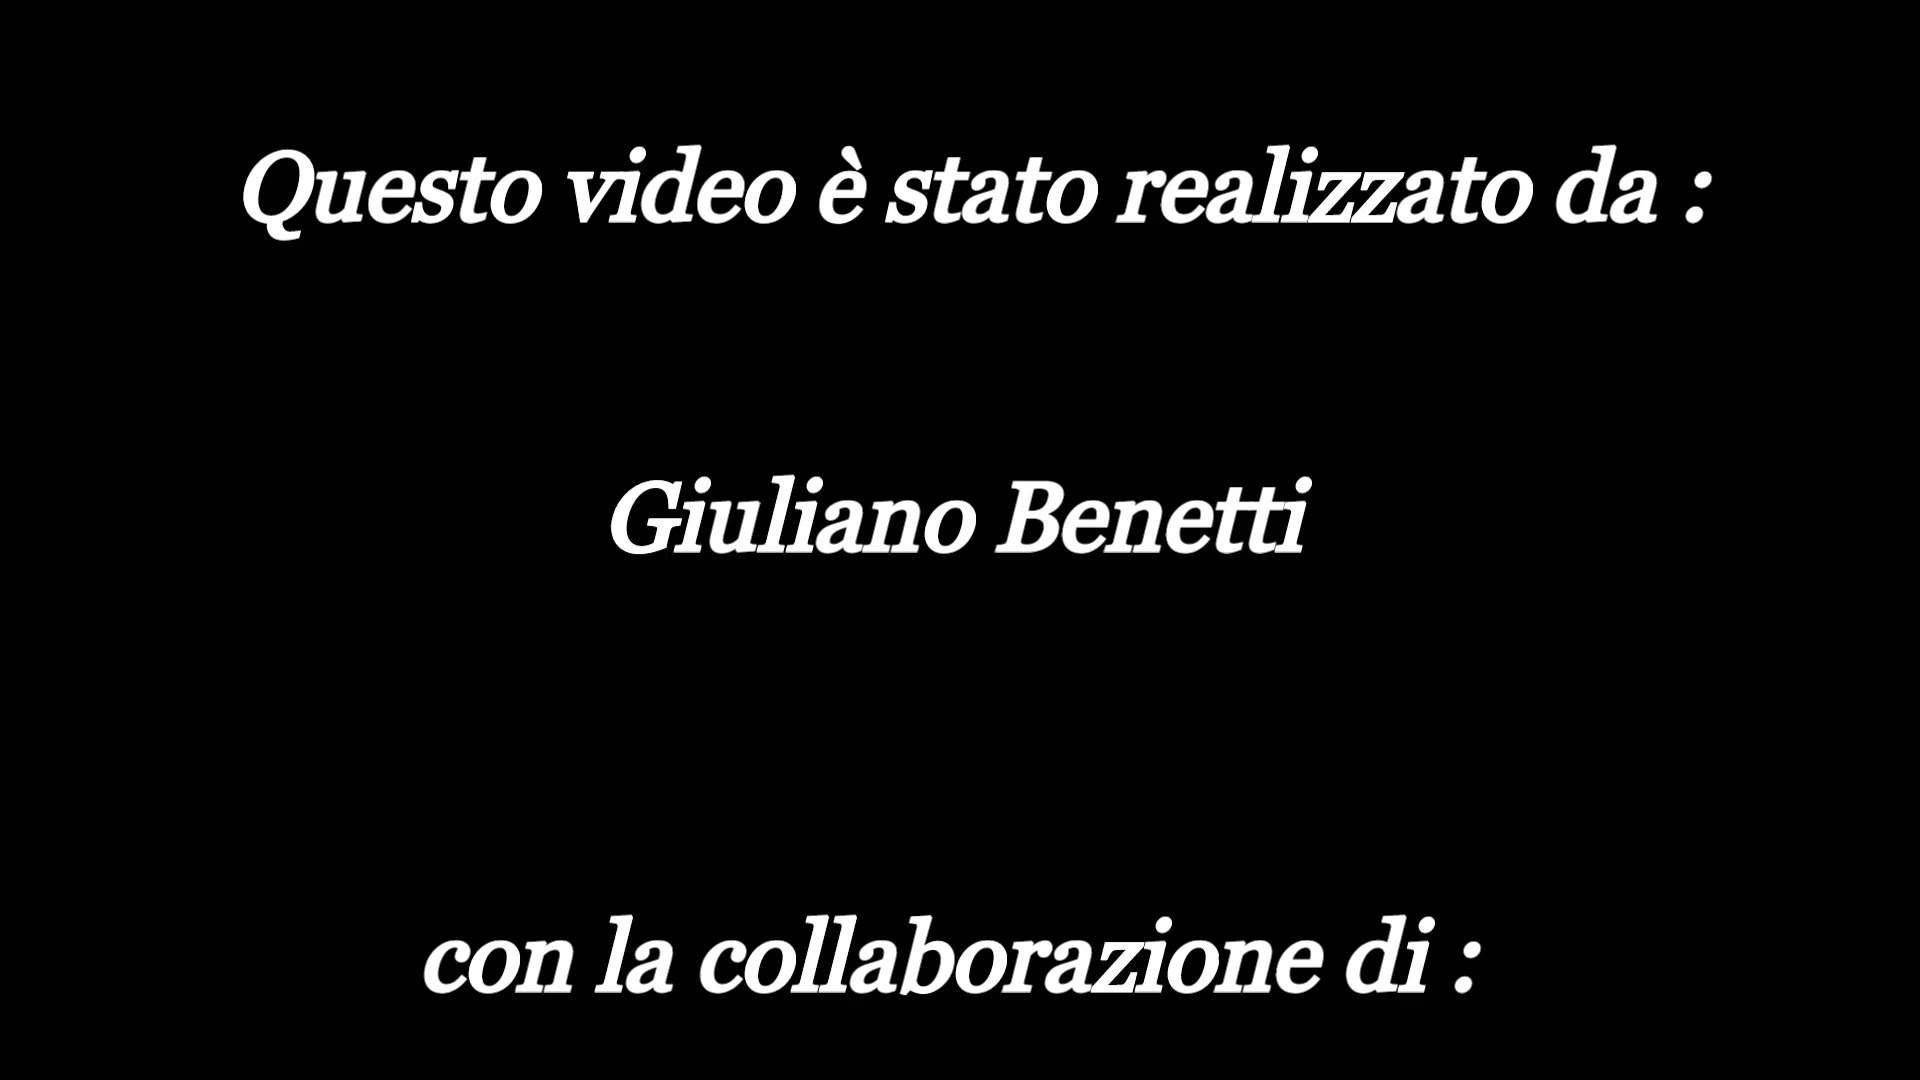 Questo video è stato realizzato da :
Giuliano Benetti
con la collaborazione di :